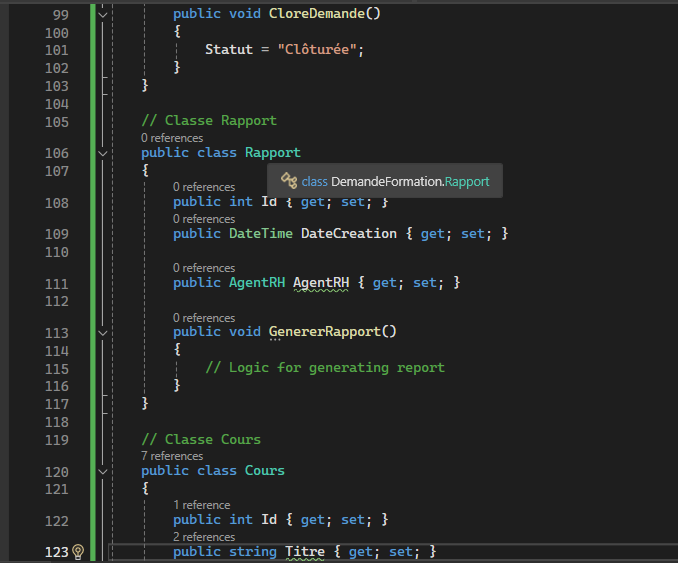 99 public void CloreDemande()
100 {
101 Statut = "Clôturée";
102 }
103 }
104
105 // Classe Rapport
0 references
106 public class Rapport
107 {
class DemandeFormation.Rapport
0 references
108 public int Id { get; set; }
0 references
109 public DateTime DateCreation { get; set; }
110
0 references
111 public AgentRH AgentRH { get; set; }
112
0 references
113 public void GenererRapport()
114 {
115 // Logic for generating report
116 }
117 }
118
119 // Classe Cours
7 references
120 public class Cours
121 {
1 reference
122 public int Id { get; set; }
2 references
123 public string Titre { get; set; }